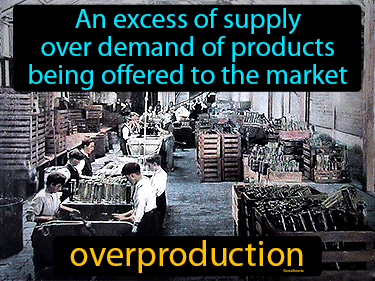 An excess of supply
over demand of products
being offered to the market
overproduction